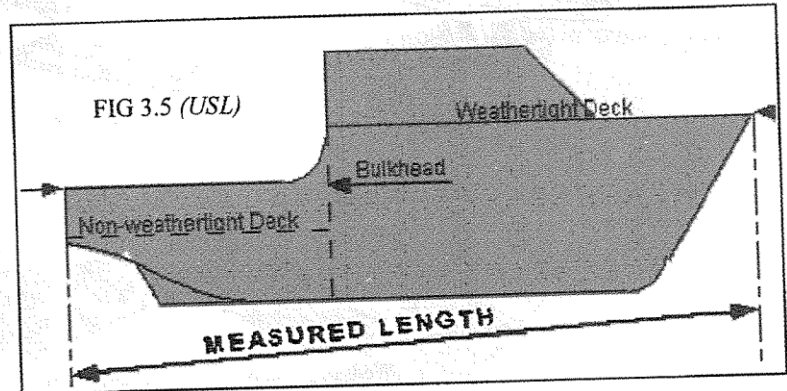 FIG 3.5 (USL)
Weathertight Deck
Bulkhead
Non-weathertight Deck
MEASURED LENGTH